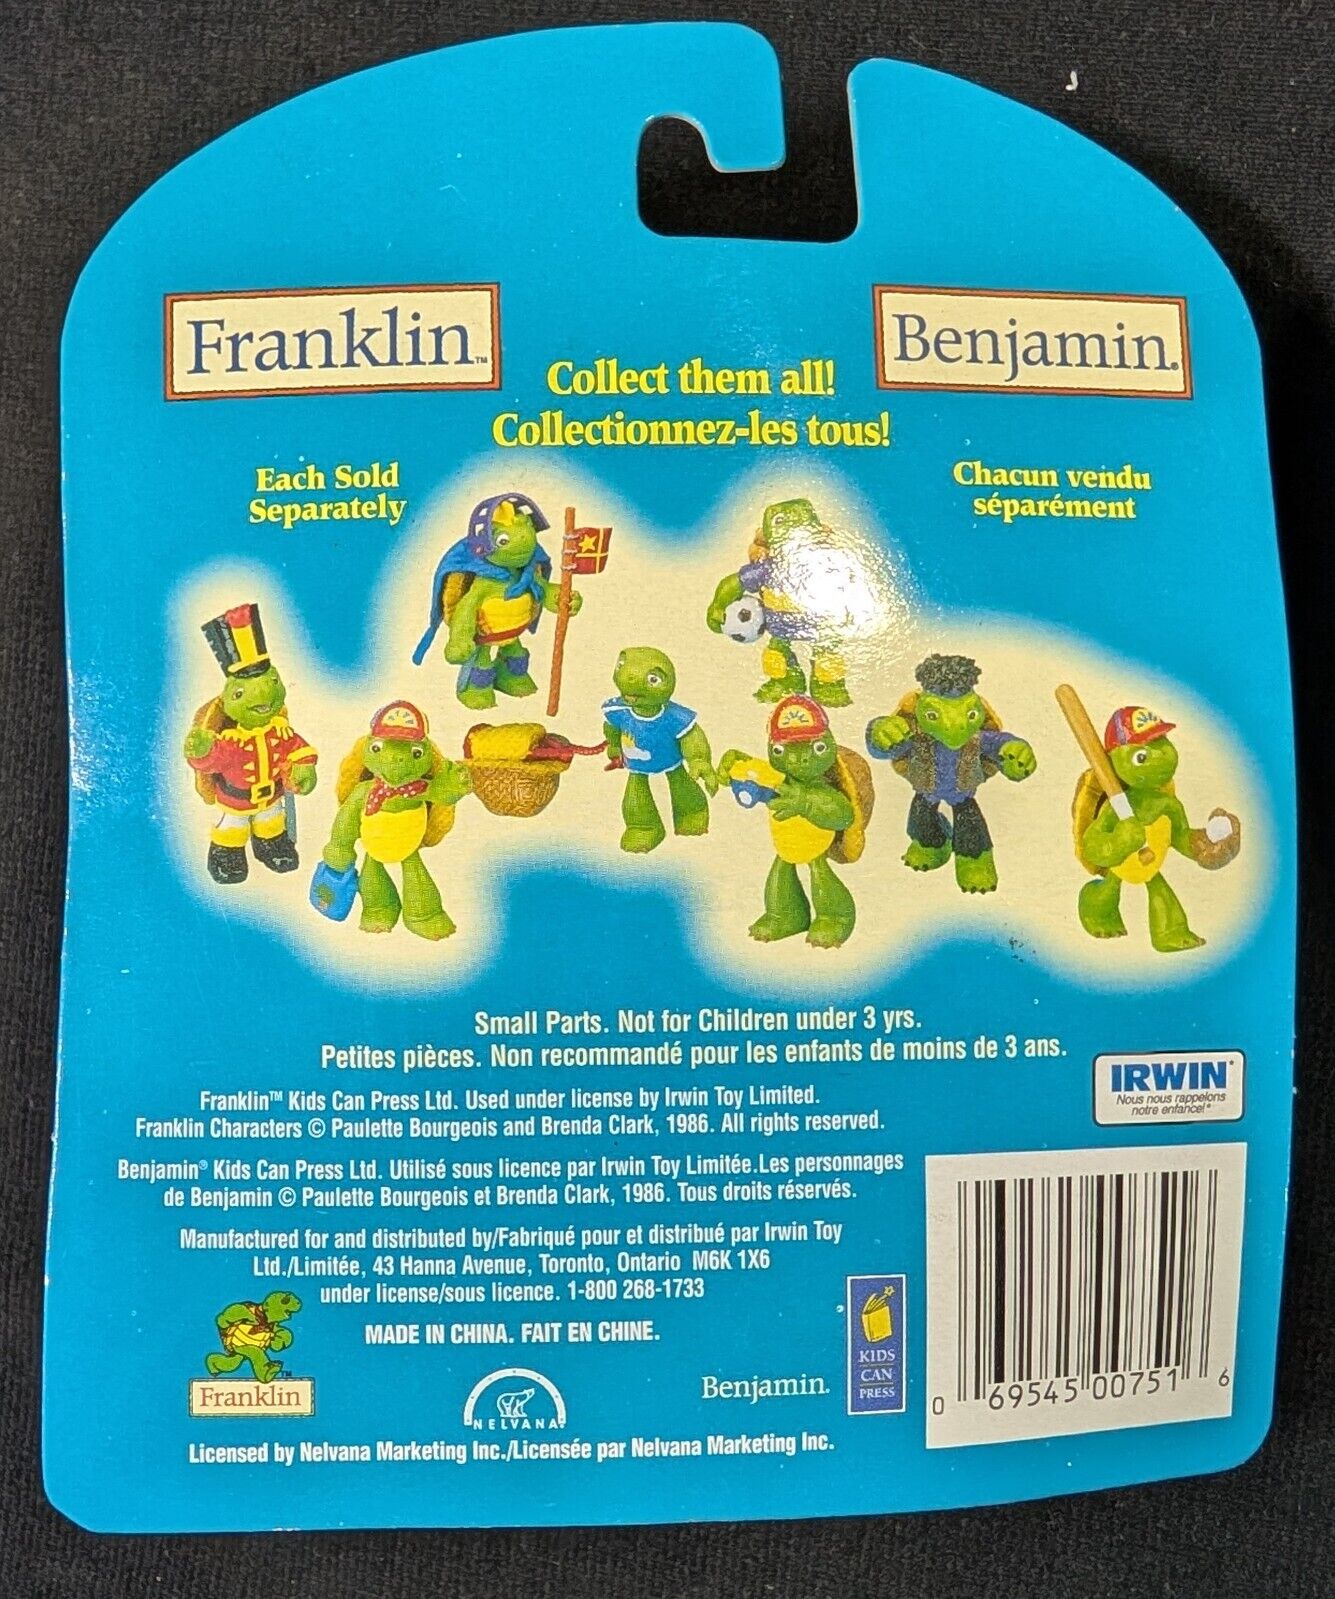 Franklin™
Benjamin.
Collect them all!
Collectionnez-les tous!
Each Sold
Separately
Chacun vendu
séparément
Small Parts. Not for Children under 3 yrs.
Petites pièces. Non recommandé pour les enfants de moins de 3 ans.
IRWIN
Nous nous rappelons
notre enfance!*
Franklin™ Kids Can Press Ltd. Used under license by Irwin Toy Limited.
Franklin Characters © Paulette Bourgeois and Brenda Clark, 1986. All rights reserved.
Benjamin® Kids Can Press Ltd. Utilisé sous licence par Irwin Toy Limitée.Les personnages
de Benjamin © Paulette Bourgeois et Brenda Clark, 1986. Tous droits réservés.
Manufactured for and distributed by/Fabriqué pour et distribué par Irwin Toy
Ltd./Limitée, 43 Hanna Avenue, Toronto, Ontario M6K 1X6
under license/sous licence. 1-800 268-1733
MADE IN CHINA. FAIT EN CHINE.
Franklin
NELVANA
Benjamin.
KIDS
CAN
PRESS
0 69545 00751 6
Licensed by Nelvana Marketing Inc./Licensée par Nelvana Marketing Inc.